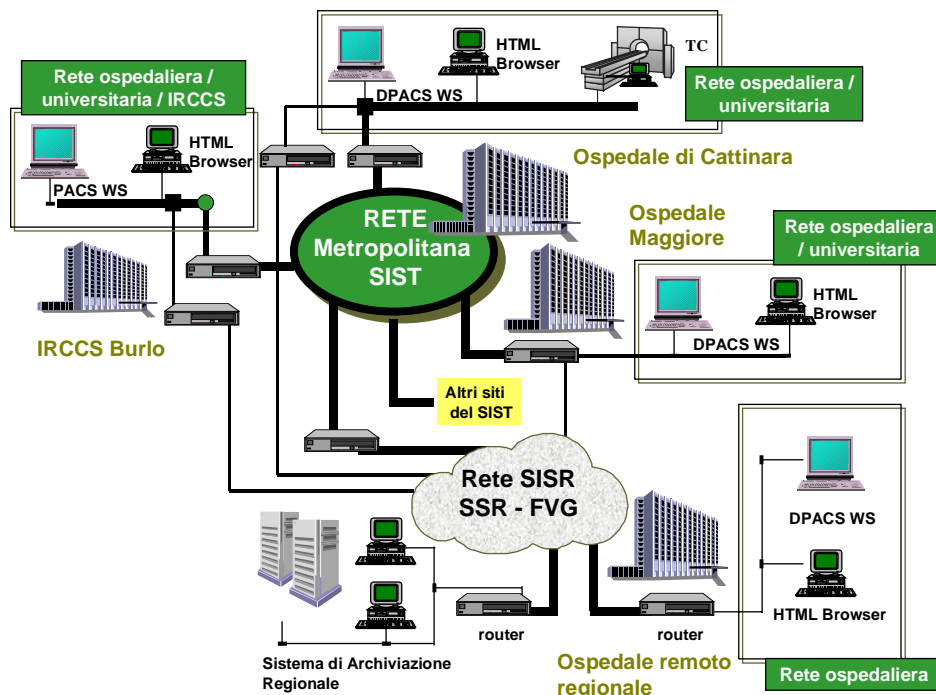 HTML
Browser
TC
DPACS WS
Rete ospedaliera /
universitaria
Rete ospedaliera /
universitaria / IRCCS
HTML
Browser
PACS WS
Ospedale di Cattinara
RETE
Metropolitana
SIST
Ospedale
Maggiore
Rete ospedaliera
/ universitaria
HTML
Browser
DPACS WS
IRCCS Burlo
Altri siti
del SIST
Rete SISR
SSR - FVG
DPACS WS
HTML Browser
router
router
Sistema di Archiviazione
Regionale
Ospedale remoto
regionale
Rete ospedaliera